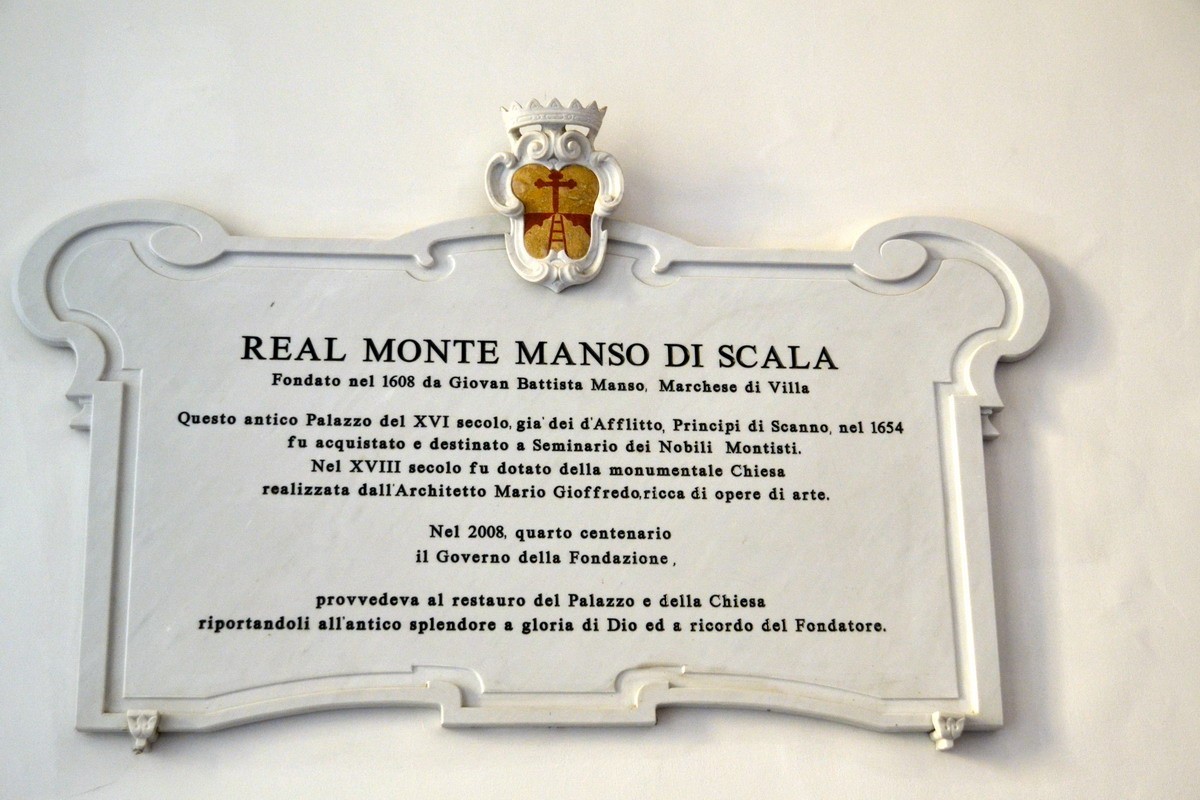 REAL MONTE MANSO DI SCALA
Fondato nel 1608 da Giovan Battista Manso, Marchese di Villa
Questo antico Palazzo del XVI secolo, gia' dei d'Afflitto, Principi di Scanno, nel 1654
fu acquistato e destinato a Seminario dei Nobili Montisti.
Nel XVIII secolo fu dotato della monumentale Chiesa
realizzata dall'Architetto Mario Gioffredo,ricca di opere di arte.
Nel 2008, quarto centenario
il Governo della Fondazione,
provvedeva al restauro del Palazzo e della Chiesa
riportandoli all'antico splendore a gloria di Dio ed a ricordo del Fondatore.